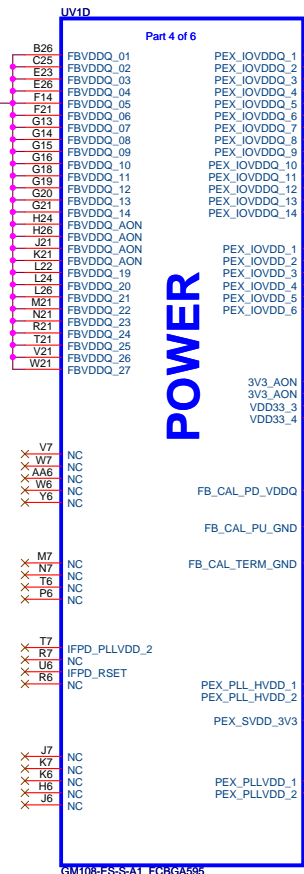 UV1D
Part 4 of 6
B26 FBVDDQ_01 PEX_IOVDDQ_1
C25 FBVDDQ_02 PEX_IOVDDQ_2
E23 FBVDDQ_03 PEX_IOVDDQ_3
E26 FBVDDQ_04 PEX_IOVDDQ_4
F14 FBVDDQ_05 PEX_IOVDDQ_5
F21 FBVDDQ_06 PEX_IOVDDQ_6
G13 FBVDDQ_07 PEX_IOVDDQ_7
G14 FBVDDQ_08 PEX_IOVDDQ_8
G15 FBVDDQ_09 PEX_IOVDDQ_9
G16 FBVDDQ_10 PEX_IOVDDQ_10
G18 FBVDDQ_11 PEX_IOVDDQ_11
G19 FBVDDQ_12 PEX_IOVDDQ_12
G20 FBVDDQ_13 PEX_IOVDDQ_13
G21 FBVDDQ_14 PEX_IOVDDQ_14
H24 FBVDDQ_AON
H26 FBVDDQ_AON
J21 FBVDDQ_AON PEX_IOVDD_1
K21 FBVDDQ_AON PEX_IOVDD_2
L22 FBVDDQ_19 PEX_IOVDD_3
L24 FBVDDQ_20 PEX_IOVDD_4
L26 FBVDDQ_21 PEX_IOVDD_5
M21 FBVDDQ_22 PEX_IOVDD_6
N21 FBVDDQ_23
R21 FBVDDQ_24
T21 FBVDDQ_25
V21 FBVDDQ_26
W21 FBVDDQ_27
POWER
3V3_AON
3V3_AON
VDD33_3
VDD33_4
V7 NC
W7 NC
AA6 NC
W6 NC FB_CAL_PD_VDDQ
Y6 NC
FB_CAL_PU_GND
M7 NC FB_CAL_TERM_GND
N7 NC
T6 NC
P6 NC
T7 IFPD_PLLVDD_2
R7 NC
U6 IFPD_RSET
R6 NC PEX_PLL_HVDD_1
PEX_PLL_HVDD_2
PEX_SVDD_3V3
J7 NC
K7 NC
K6 NC PEX_PLLVDD_1
H6 NC PEX_PLLVDD_2
J6 NC
GM108-ES-S-A1_FCBGA595